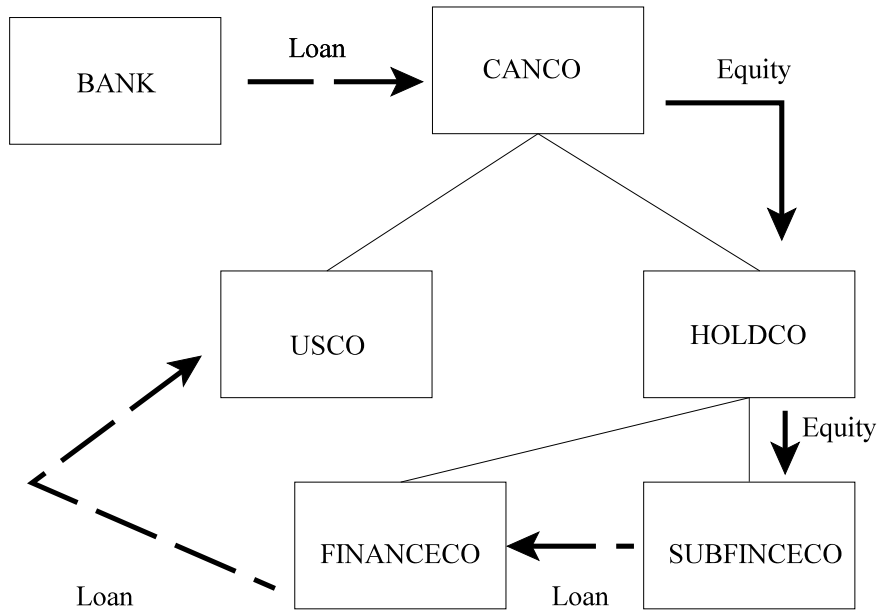 Loan
BANK
CANCO
Equity
USCO
HOLDCO
Equity
FINANCECO
SUBFINCECO
Loan
Loan